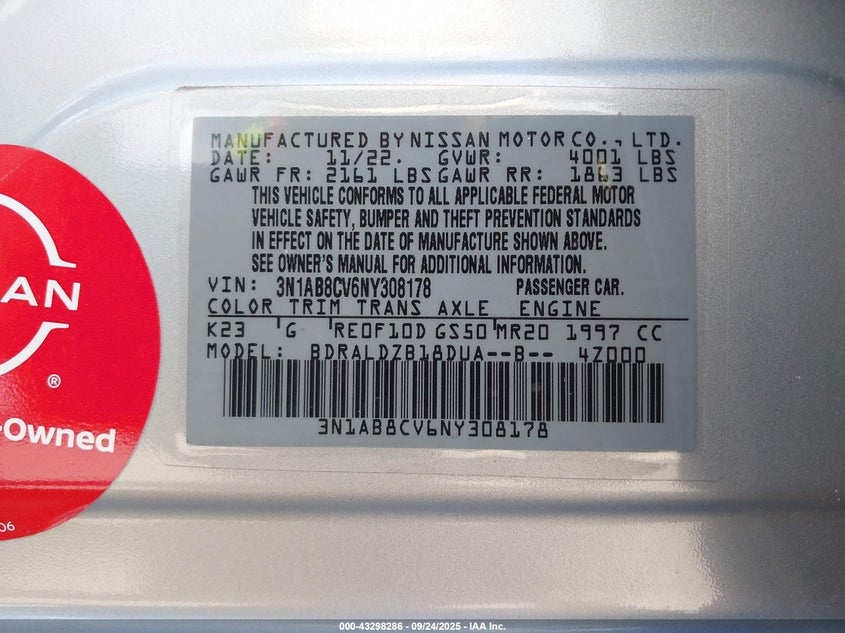 MANUFACTURED BY NISSAN MOTOR CO., LTD.
DATE: 11/22. GVWR: 4001 LBS
GAWR FR: 2161 LBS GAWR RR: 1863 LBS
THIS VEHICLE CONFORMS TO ALL APPLICABLE FEDERAL MOTOR
VEHICLE SAFETY, BUMPER AND THEFT PREVENTION STANDARDS
IN EFFECT ON THE DATE OF MANUFACTURE SHOWN ABOVE.
SEE OWNER'S MANUAL FOR ADDITIONAL INFORMATION.
VIN: 3N1AB8CV6NY308178 PASSENGER CAR.
COLOR TRIM TRANS AXLE ENGINE
K23 'G RE0F10D GS50'MR20 1997 CC
MODEL: BDRALDZB18DUA--B-- 4Z000
3N1AB8CV6NY308178
AN
®
-Owned
06
000-43298286 - 09/24/2025 - IAA Inc.